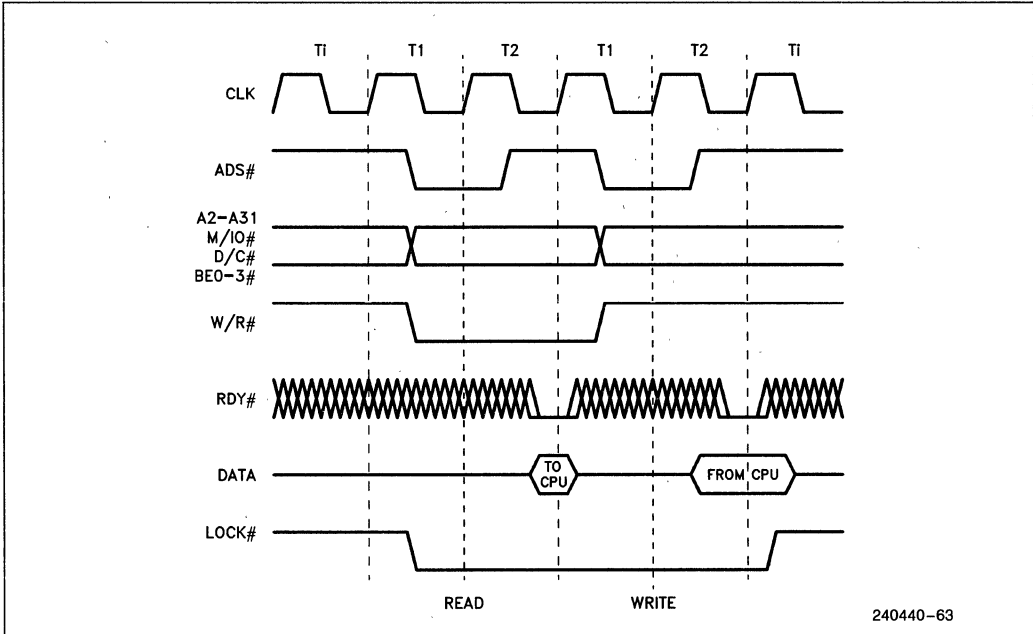 Ti T1 T2 T1 T2 Ti
CLK
ADS#
A2-A31
M/IO#
D/C#
BE0-3#
W/R#
RDY#
DATA TO CPU FROM CPU
LOCK#
READ WRITE
240440-63